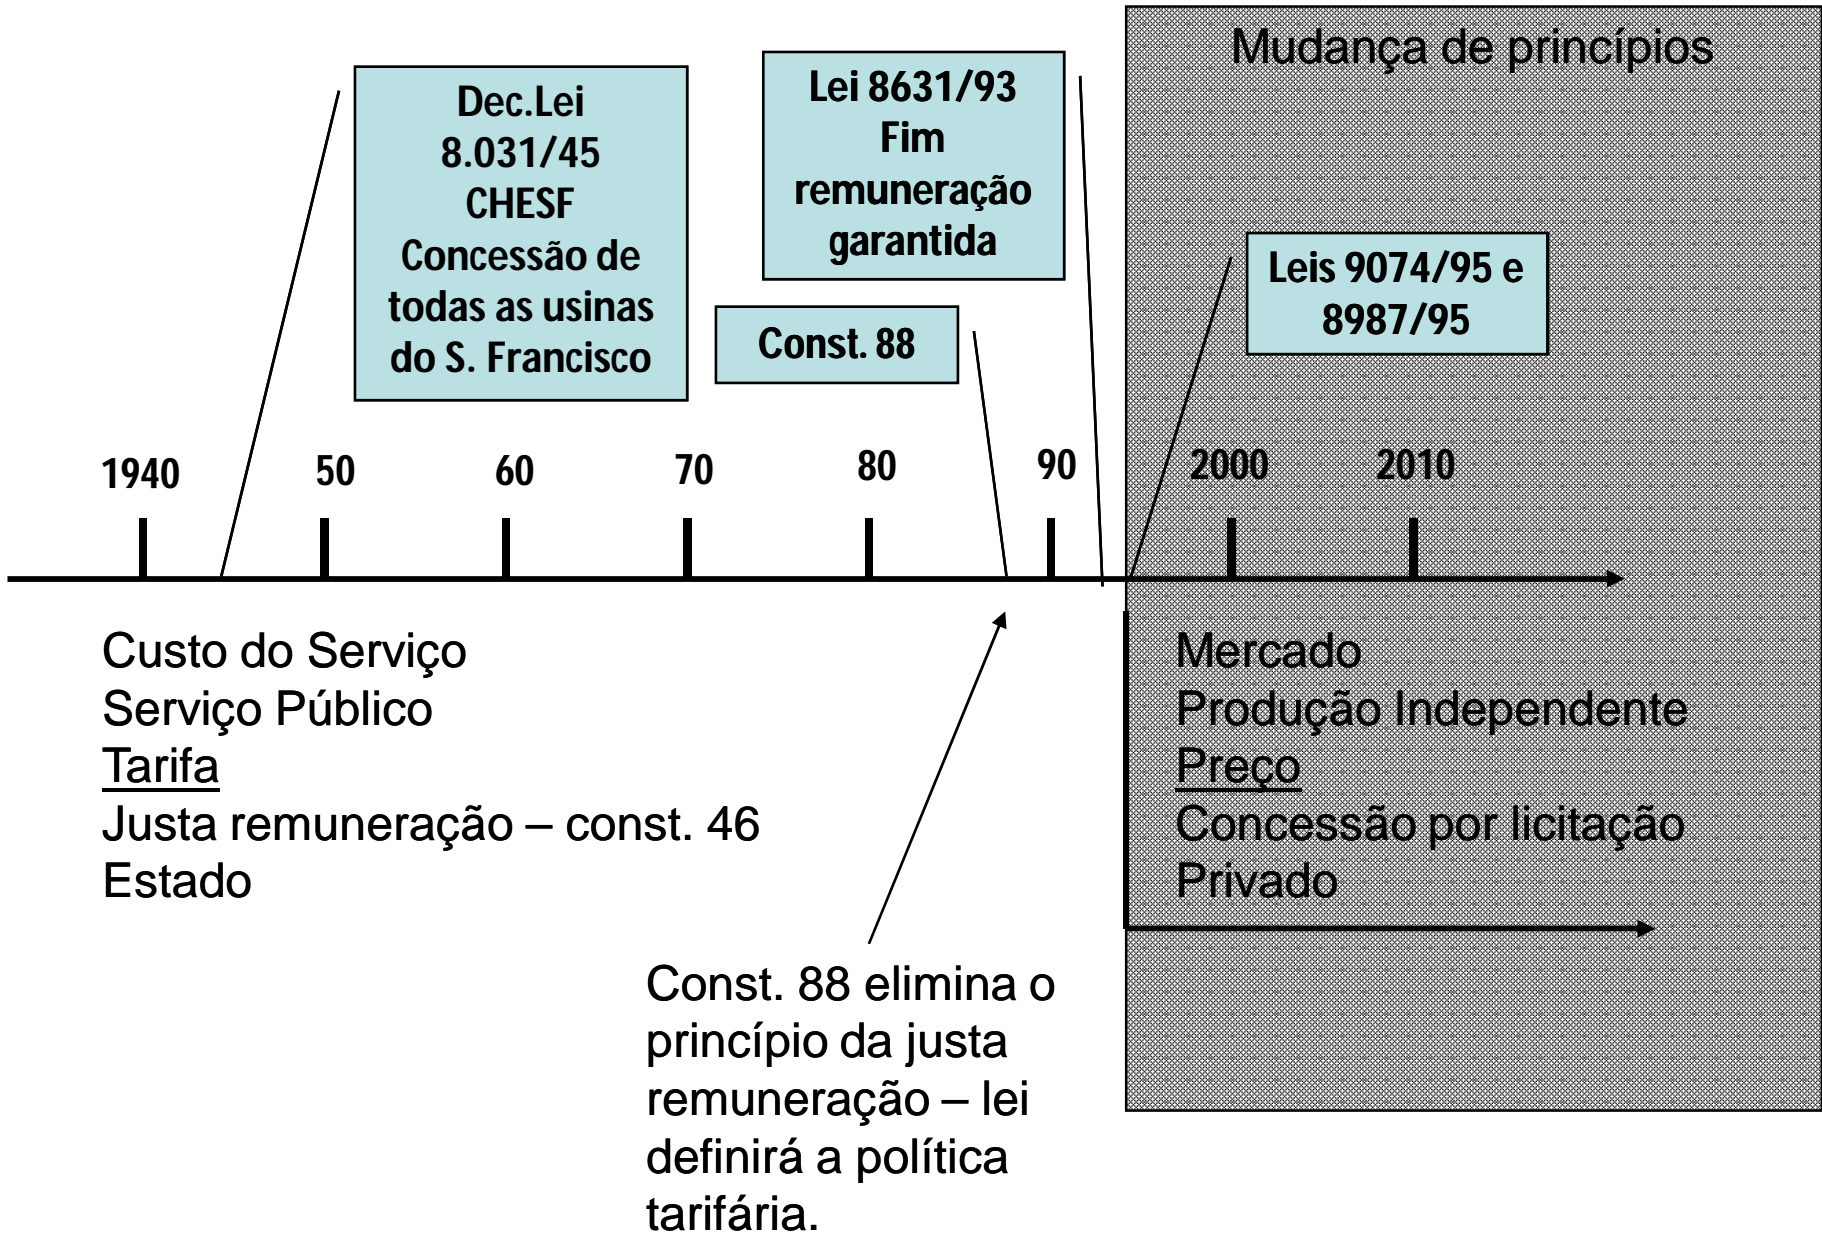 Mudança de princípios
Dec.Lei
8.031/45
CHESF
Concessão de
todas as usinas
do S. Francisco
Lei 8631/93
Fim
remuneração
garantida
Const. 88
Leis 9074/95 e
8987/95
1940 50 60 70 80 90 2000 2010
Custo do Serviço
Serviço Público
Tarifa
Justa remuneração – const. 46
Estado
Mercado
Produção Independente
Preço
Concessão por licitação
Privado
Const. 88 elimina o
princípio da justa
remuneração – lei
definirá a política
tarifária.